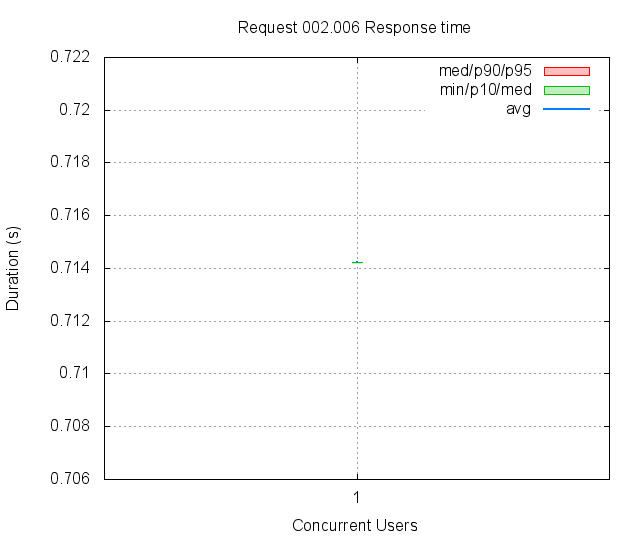 Request 002.006 Response time
0.722
0.72
0.718
0.716
0.714
0.712
0.71
0.708
0.706
Duration (s)
med/p90/p95
min/p10/med
avg
1
Concurrent Users